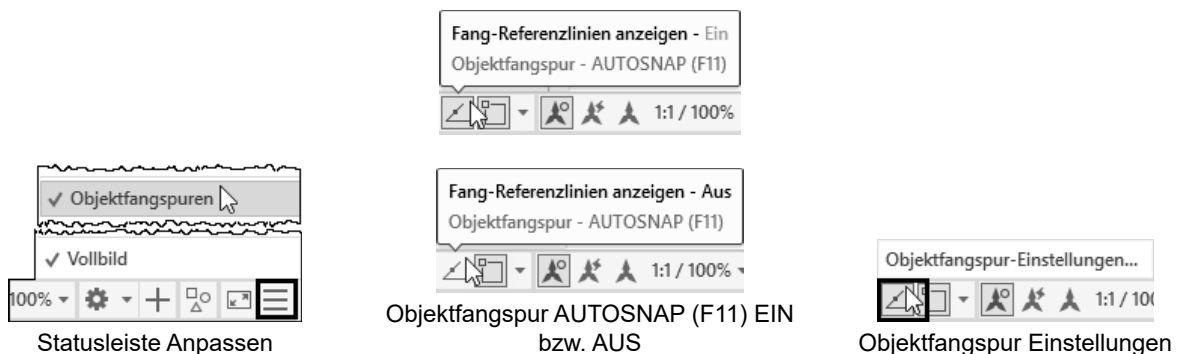 Fang-Referenzlinien anzeigen - Ein
Objektfangspur - AUTOSNAP (F11)
1:1 / 100%
Objektfangspuren
Vollbild
100%
Statusleiste Anpassen
Fang-Referenzlinien anzeigen - Aus
Objektfangspur - AUTOSNAP (F11)
1:1 / 100%
Objektfangspur AUTOSNAP (F11) EIN
bzw. AUS
Objektfangspur-Einstellungen...
1:1 / 100
Objektfangspur Einstellungen